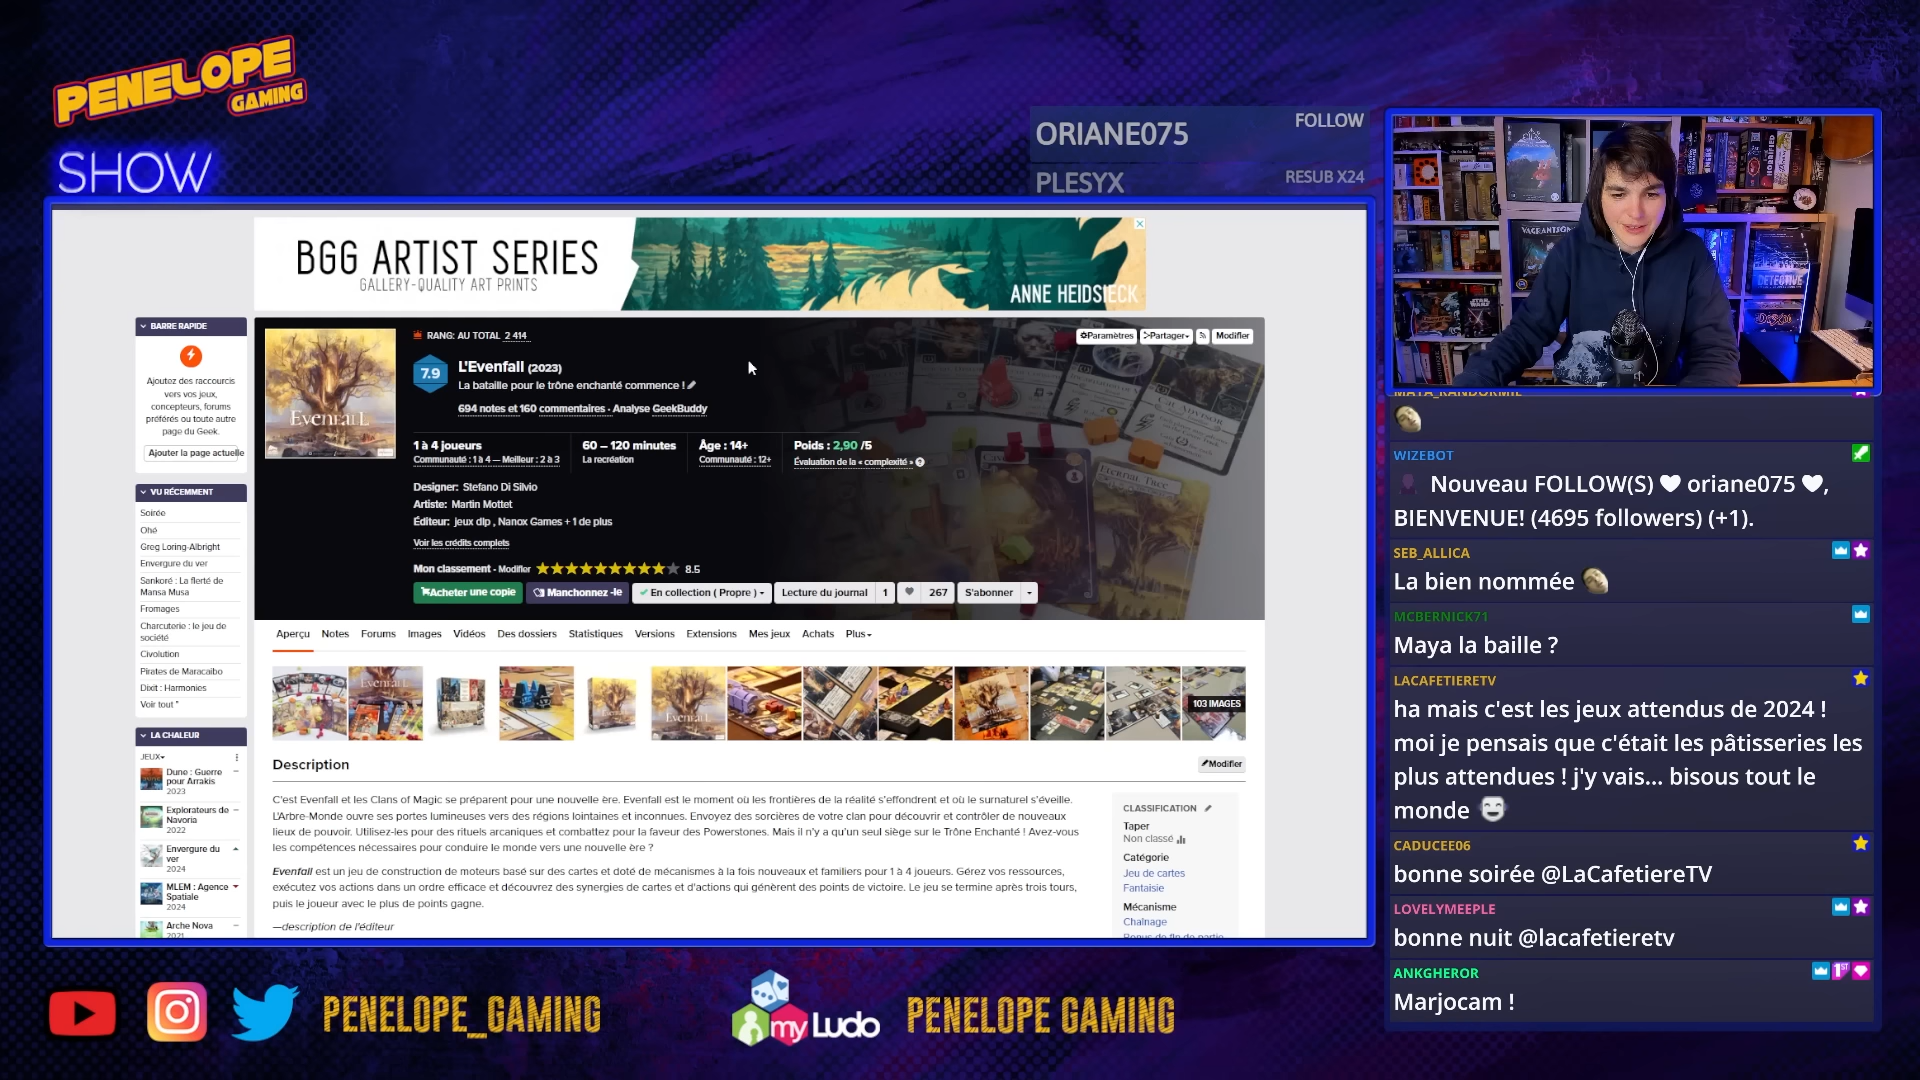 PENELOPE
GAMING
SHOW
ORIANE075
FOLLOW
PLESYX
RESUB X24
BGG ARTIST SERIES
GALLERY-QUALITY ART PRINTS
ANNE HEIDSIECK
BARRE RAPIDE
Ajoutez des raccourcis
vers vos jeux,
concepteurs, forums
préférés ou toute autre
page du Geek.
Ajouter la page actuelle
VU RÉCEMMENT
Soirée
Ohé
Greg Loring-Albright
Envergure du ver
Sankoré : La fierté de
Mansa Musa
Fromages
Charcuterie : le jeu de
société
Civolution
Pirates de Maracaibo
Dixit : Harmonies
Voir tout "
LA CHALEUR
JEUX
Dune : Guerre
pour Arrakis
2023
Explorateurs de
Navoria
2022
Envergure du
ver
2024
MLEM : Agence
Spatiale
2024
Arche Nova
2021
EVENFALL
RANG: AU TOTAL 2 414
Paramètres
Partager
Modifier
7.9
L'Evenfall (2023)
La bataille pour le trône enchanté commence !
694 notes et 160 commentaires · Analyse GeekBuddy
1 à 4 joueurs
Communauté : 1 à 4 — Meilleur : 2 à 3
60 – 120 minutes
La recréation
Âge : 14+
Communauté : 12+
Poids : 2,90 /5
Évaluation de la « complexité »
Designer: Stefano Di Silvio
Artiste: Martin Mottet
Éditeur: jeux dlp , Nanox Games + 1 de plus
Voir les crédits complets
Mon classement - Modifier
8.5
Acheter une copie
Manchonnez -le
En collection ( Propre )
Lecture du journal
1
267
S'abonner
Aperçu
Notes
Forums
Images
Vidéos
Des dossiers
Statistiques
Versions
Extensions
Mes jeux
Achats
Plus
103 IMAGES
Description
Modifier
C'est Evenfall et les Clans of Magic se préparent pour une nouvelle ère. Evenfall est le moment où les frontières de la réalité s'effondrent et où le surnaturel s'éveille.
L'Arbre-Monde ouvre ses portes lumineuses vers des régions lointaines et inconnues. Envoyez des sorcières de votre clan pour découvrir et contrôler de nouveaux
lieux de pouvoir. Utilisez-les pour des rituels arcaniques et combattez pour la faveur des Powerstones. Mais il n'y a qu'un seul siège sur le Trône Enchanté ! Avez-vous
les compétences nécessaires pour conduire le monde vers une nouvelle ère ?
Evenfall est un jeu de construction de moteurs basé sur des cartes et doté de mécanismes à la fois nouveaux et familiers pour 1 à 4 joueurs. Gérez vos ressources,
exécutez vos actions dans un ordre efficace et découvrez des synergies de cartes et d'actions qui génèrent des points de victoire. Le jeu se termine après trois tours,
puis le joueur avec le plus de points gagne.
—description de l'éditeur
CLASSIFICATION
Taper
Non classé
Catégorie
Jeu de cartes
Fantaisie
Mécanisme
Chaînage
Bonus de fin de partie
VAGRANTSONG
DETECTIVE
STAR WARS
MAYA_RANDORMIE
WIZEBOT
Nouveau FOLLOW(S) ♥ oriane075 ♥,
BIENVENUE! (4695 followers) (+1).
SEB_ALLICA
La bien nommée
MCBERNICK71
Maya la baille ?
LACAFETIERETV
ha mais c'est les jeux attendus de 2024 !
moi je pensais que c'était les pâtisseries les
plus attendues ! j'y vais... bisous tout le
monde
CADUCEE06
bonne soirée @LaCafetiereTV
LOVELYMEEPLE
bonne nuit @lacafetieretv
ANKGHEROR
1ST
Marjocam !
PENELOPE_GAMING
myLudo
PENELOPE GAMING